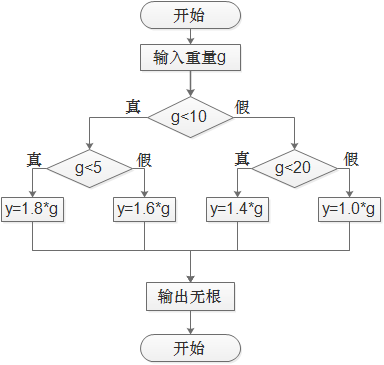 开始
输入重量g
真
g<10
假
真
g<5
假
真
g<20
假
y=1.8*g
y=1.6*g
y=1.4*g
y=1.0*g
输出无根
开始